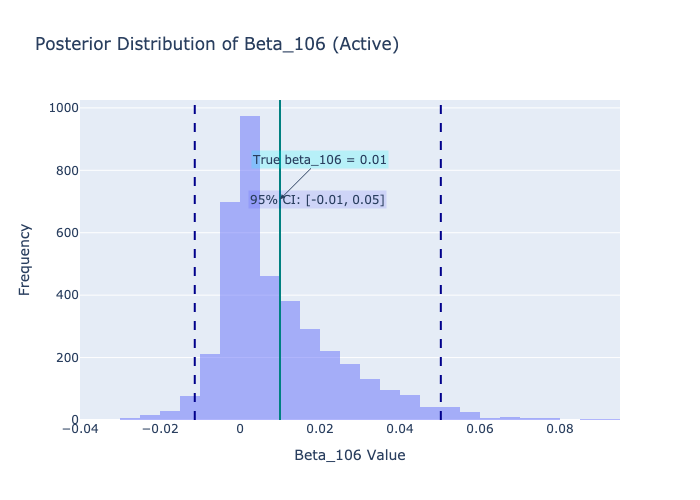 Posterior Distribution of Beta_106 (Active)
1000
800
600
400
200
0
Frequency
True beta_106 = 0.01
95% CI: [-0.01, 0.05]
−0.04 −0.02 0 0.02 0.04 0.06 0.08
Beta_106 Value